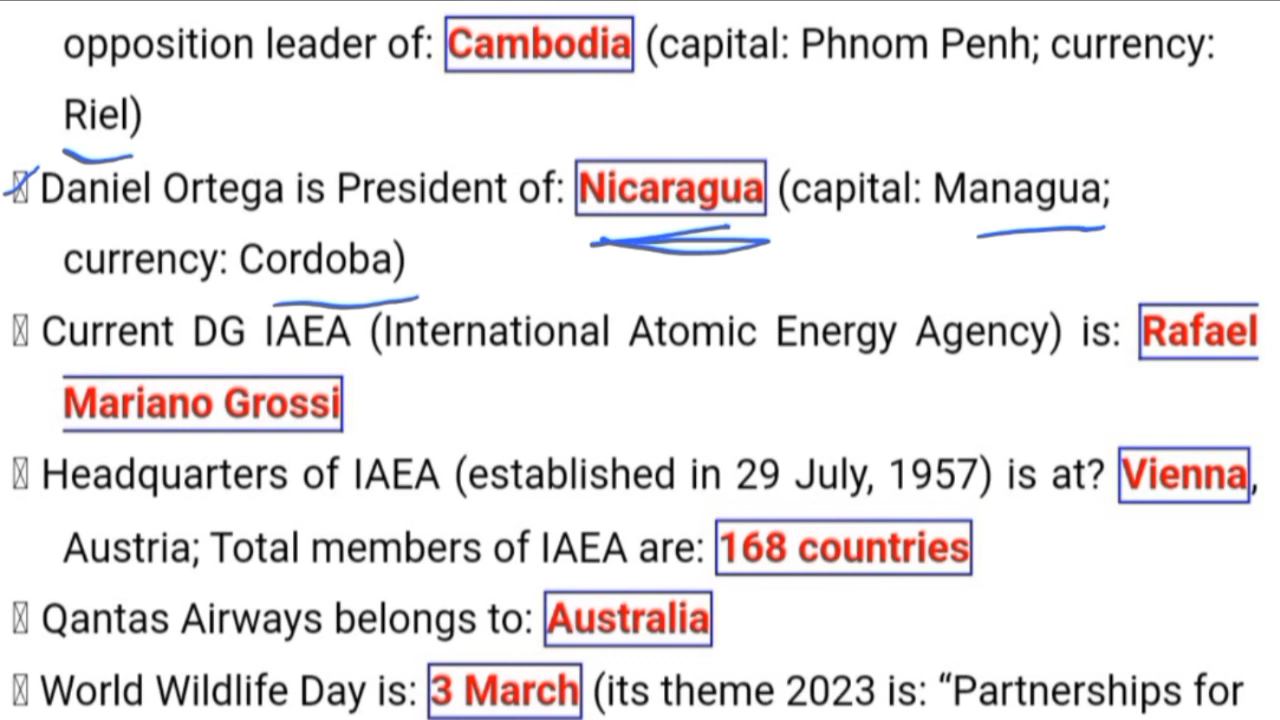 opposition leader of: Cambodia (capital: Phnom Penh; currency:
Riel)
Daniel Ortega is President of: Nicaragua (capital: Managua;
currency: Cordoba)
Current DG IAEA (International Atomic Energy Agency) is: Rafael
Mariano Grossi
Headquarters of IAEA (established in 29 July, 1957) is at? Vienna,
Austria; Total members of IAEA are: 168 countries
Qantas Airways belongs to: Australia
World Wildlife Day is: 3 March (its theme 2023 is: “Partnerships for